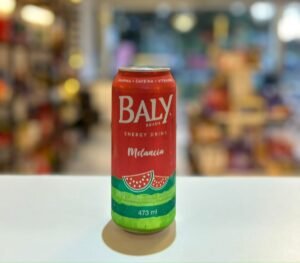 BALY
ENERGY DRINK
Melancia
473 ml